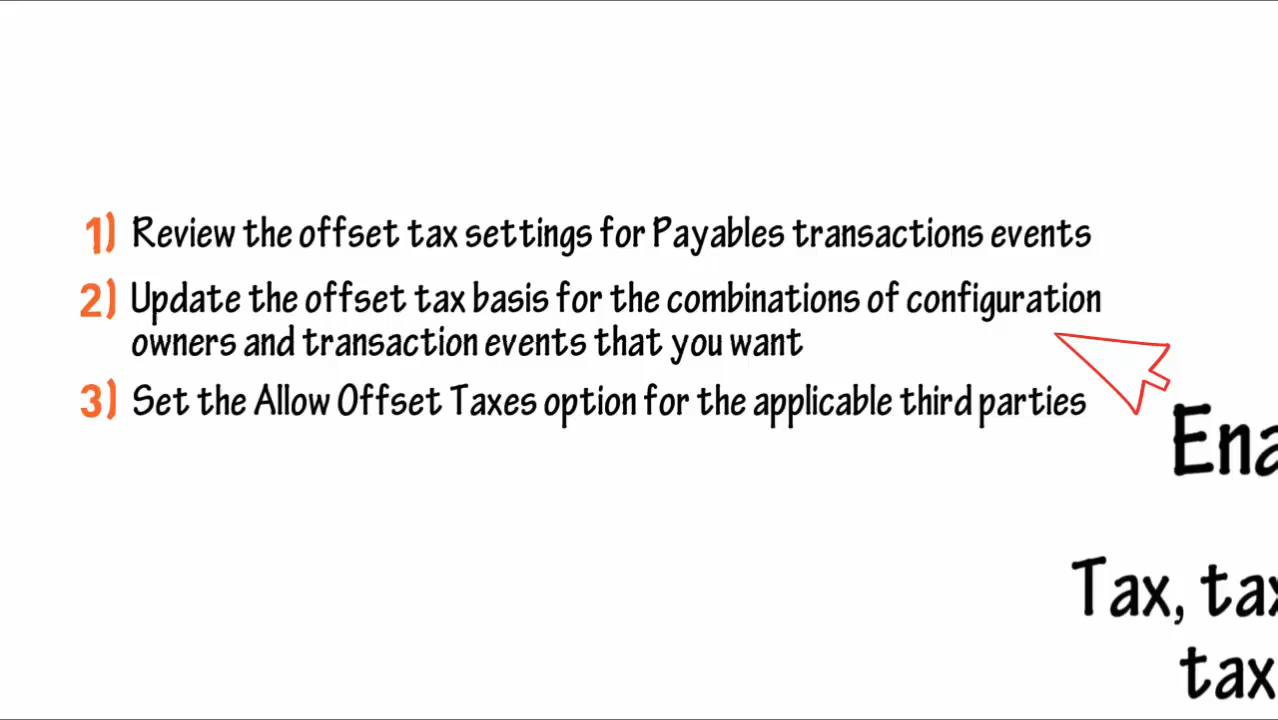 1) Review the offset tax settings for Payables transactions events
2) Update the offset tax basis for the combinations of configuration
owners and transaction events that you want
3) Set the Allow Offset Taxes option for the applicable third parties
Tax,
tax